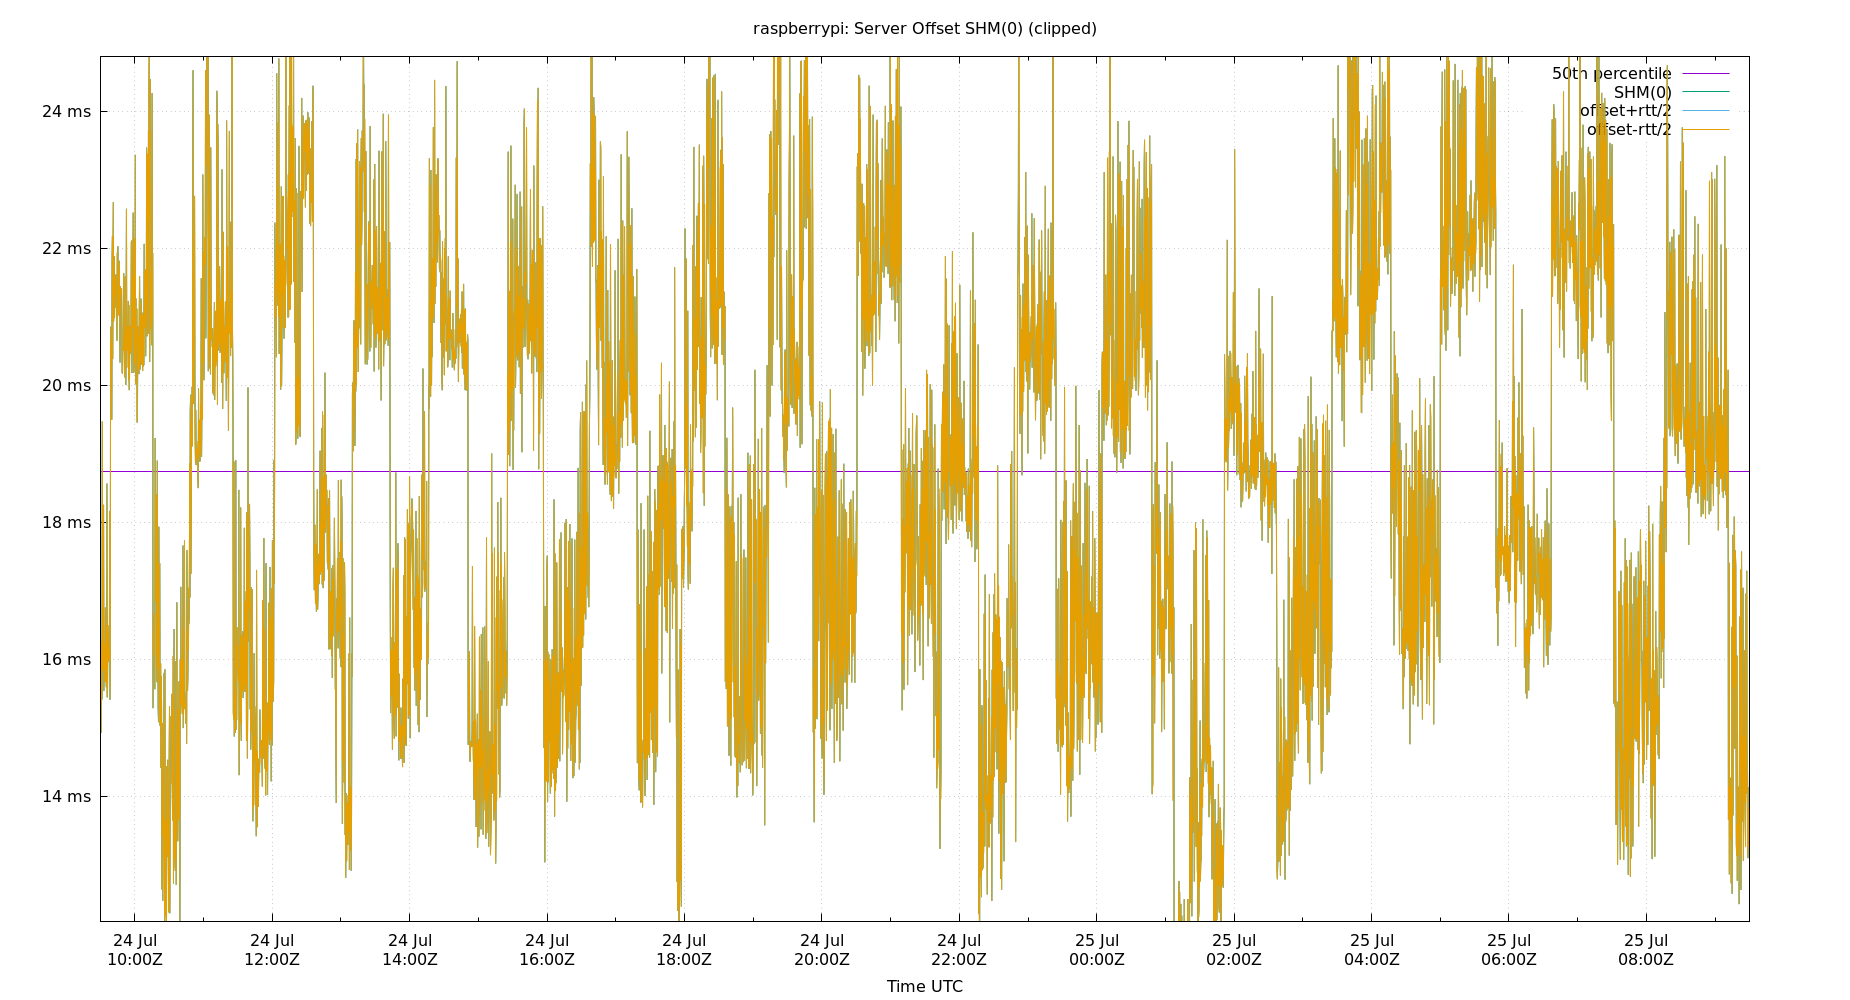 raspberrypi: Server Offset SHM(0) (clipped)
50th percentile
SHM(0)
offset+rtt/2
offset-rtt/2
24 ms
22 ms
20 ms
18 ms
16 ms
14 ms
24 Jul 24 Jul 24 Jul 24 Jul 24 Jul 24 Jul 24 Jul 25 Jul 25 Jul 25 Jul 25 Jul 25 Jul
10:00Z 12:00Z 14:00Z 16:00Z 18:00Z 20:00Z 22:00Z 00:00Z 02:00Z 04:00Z 06:00Z 08:00Z
Time UTC